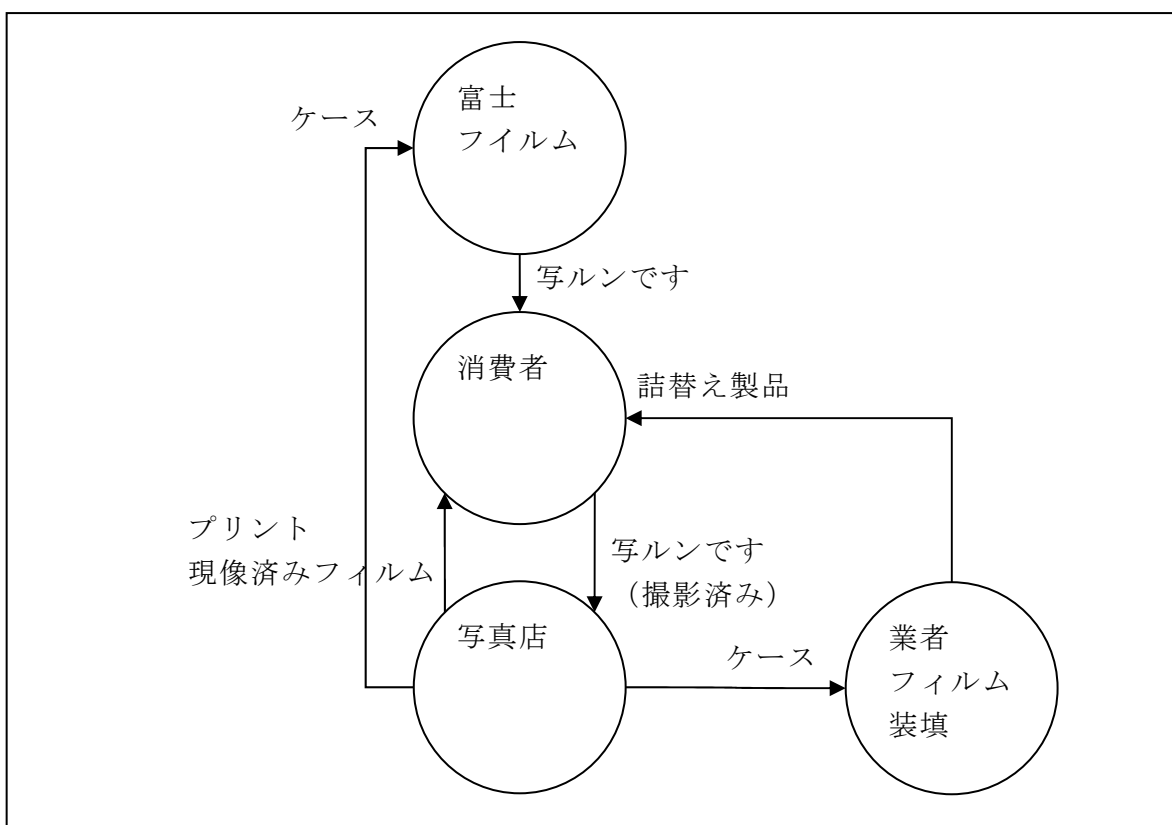 富士
フイルム
ケース
写ルンです
消費者
詰替え製品
プリント
現像済みフィルム
写ルンです
（撮影済み）
写真店
ケース
業者
フィルム
装填